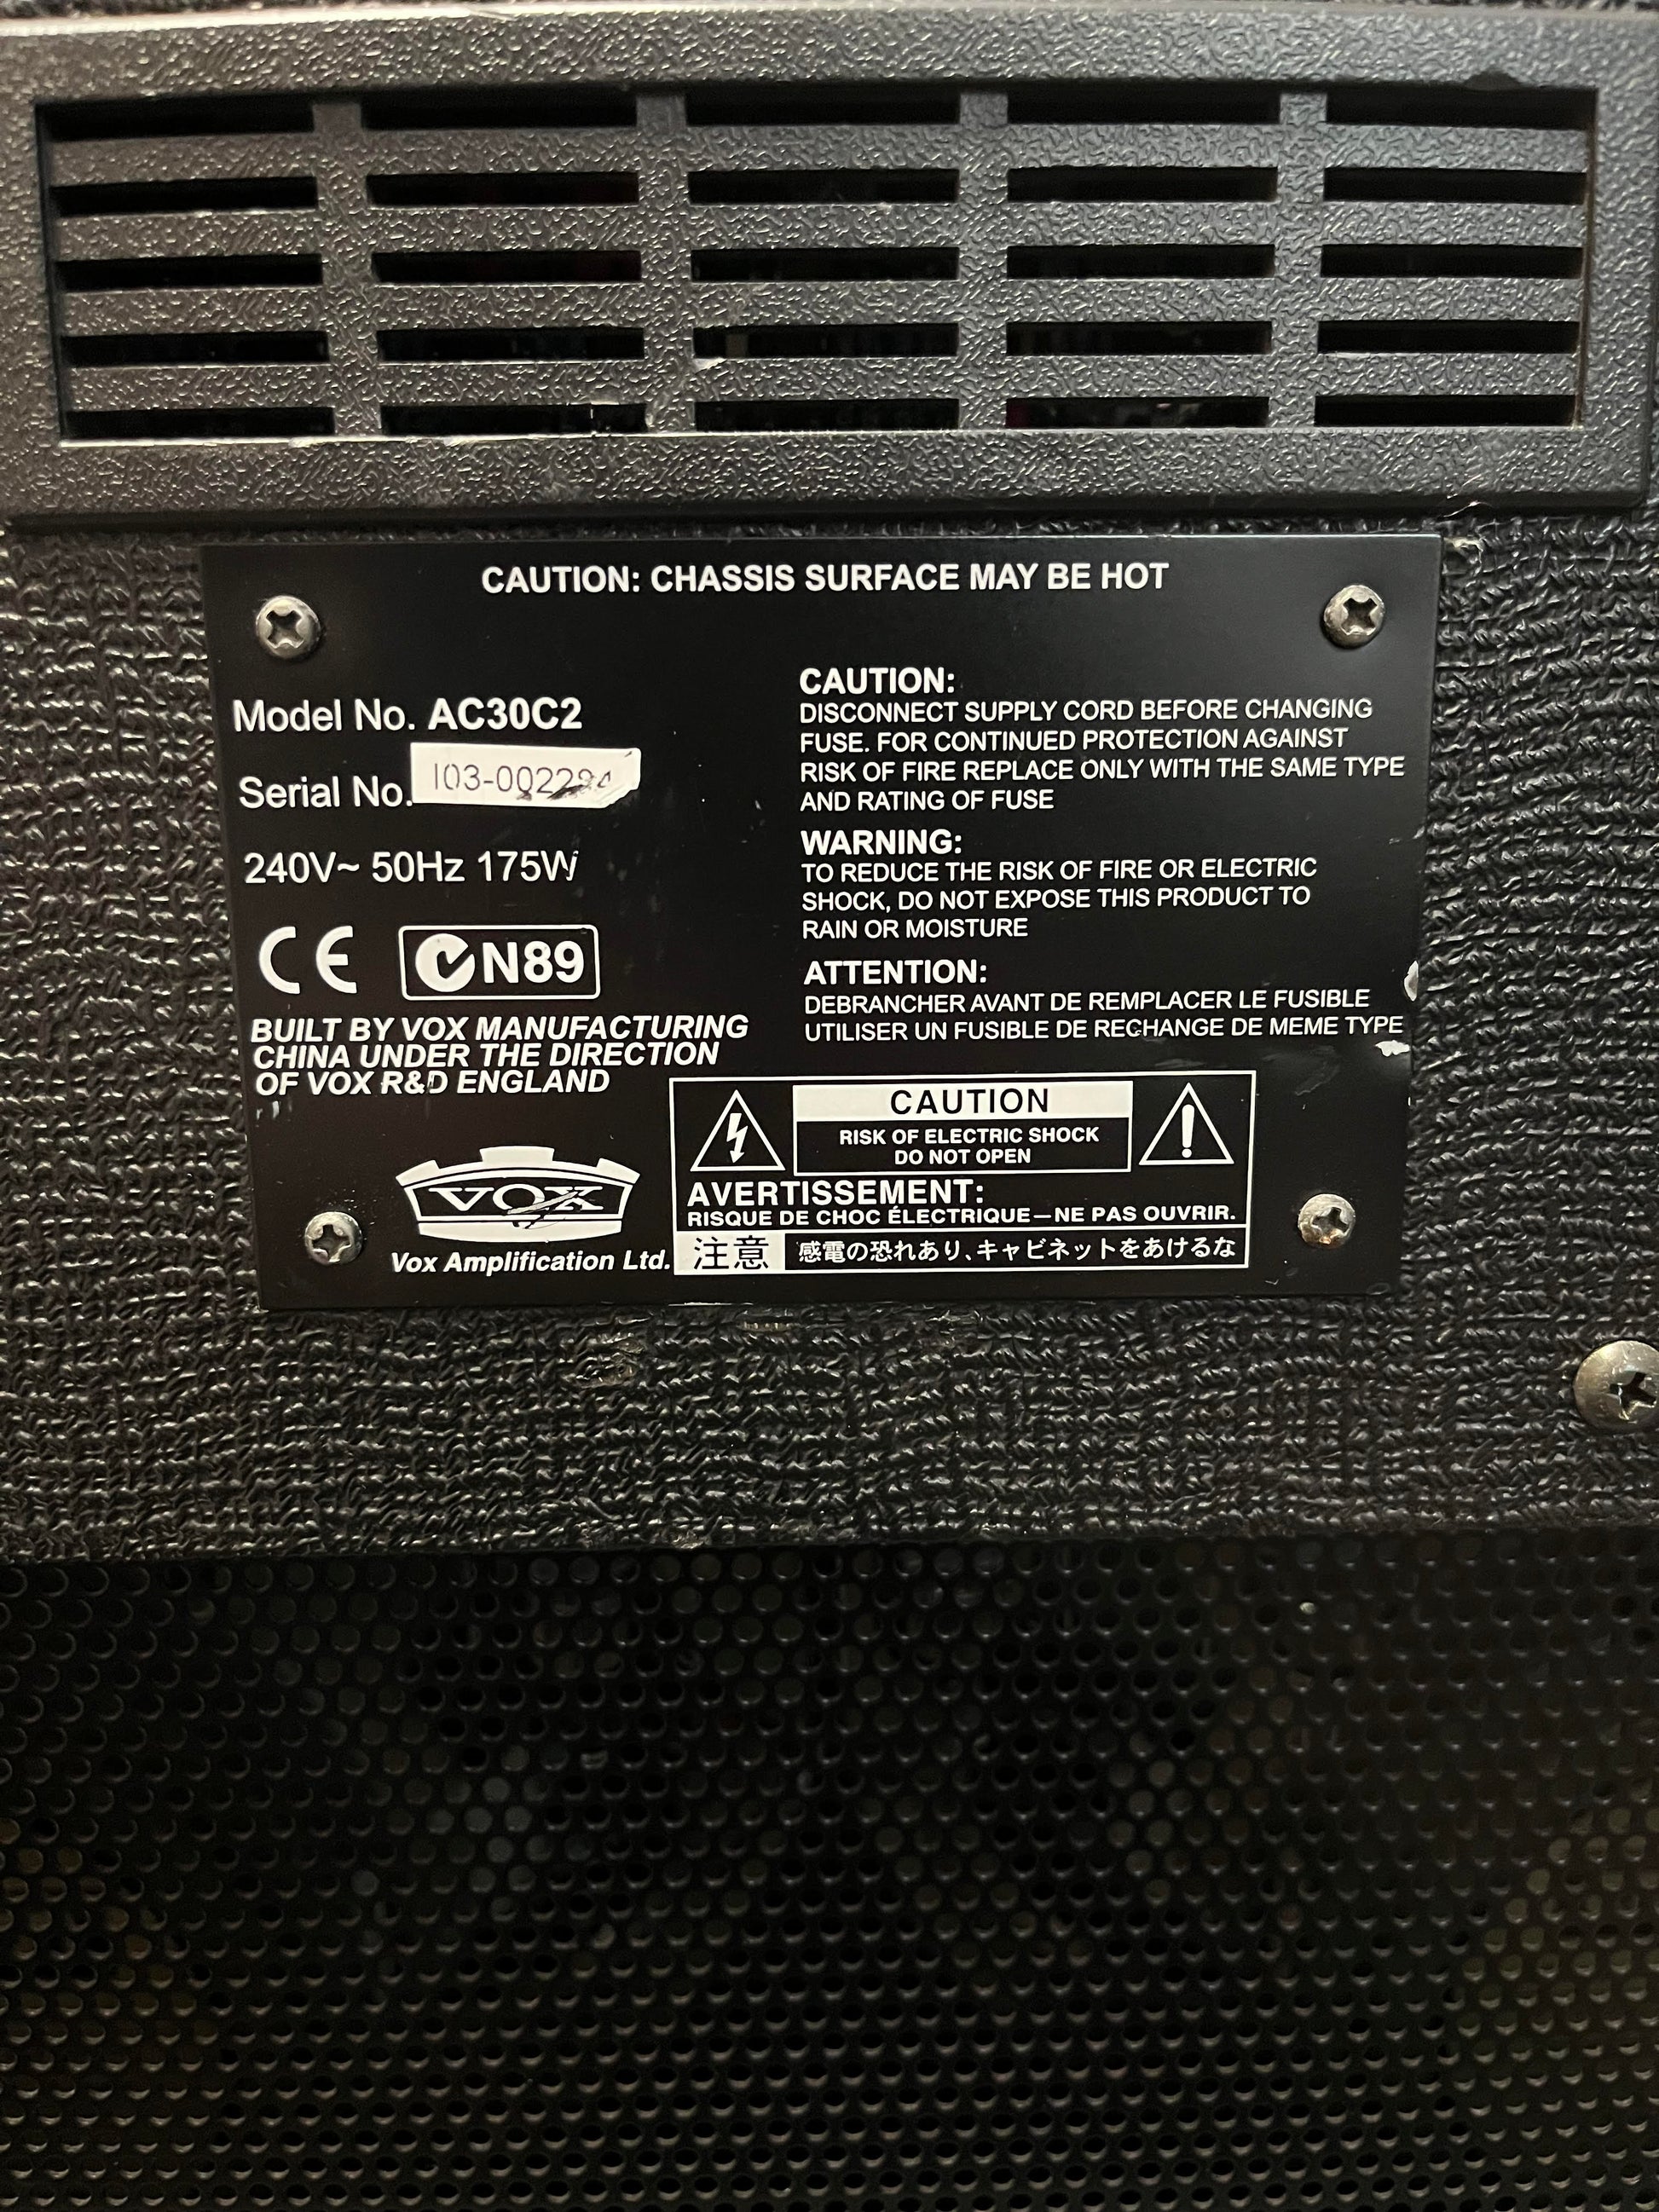 CAUTION: CHASSIS SURFACE MAY BE HOT
Model No. AC30C2
Serial No.
240V~ 50Hz 175W
CE N89
BUILT BY VOX MANUFACTURING
CHINA UNDER THE DIRECTION
OF VOX R&D ENGLAND
VOX
Vox Amplification Ltd.
CAUTION:
DISCONNECT SUPPLY CORD BEFORE CHANGING
FUSE. FOR CONTINUED PROTECTION AGAINST
RISK OF FIRE REPLACE ONLY WITH THE SAME TYPE
AND RATING OF FUSE
WARNING:
TO REDUCE THE RISK OF FIRE OR ELECTRIC
SHOCK, DO NOT EXPOSE THIS PRODUCT TO
RAIN OR MOISTURE
ATTENTION:
DEBRANCHER AVANT DE REMPLACER LE FUSIBLE
UTILISER UN FUSIBLE DE RECHANGE DE MEME TYPE
CAUTION
RISK OF ELECTRIC SHOCK
DO NOT OPEN
AVERTISSEMENT:
RISQUE DE CHOC ÉLECTRIQUE—NE PAS OUVRIR.
注意 感電の恐れあり、キャビネットをあけるな